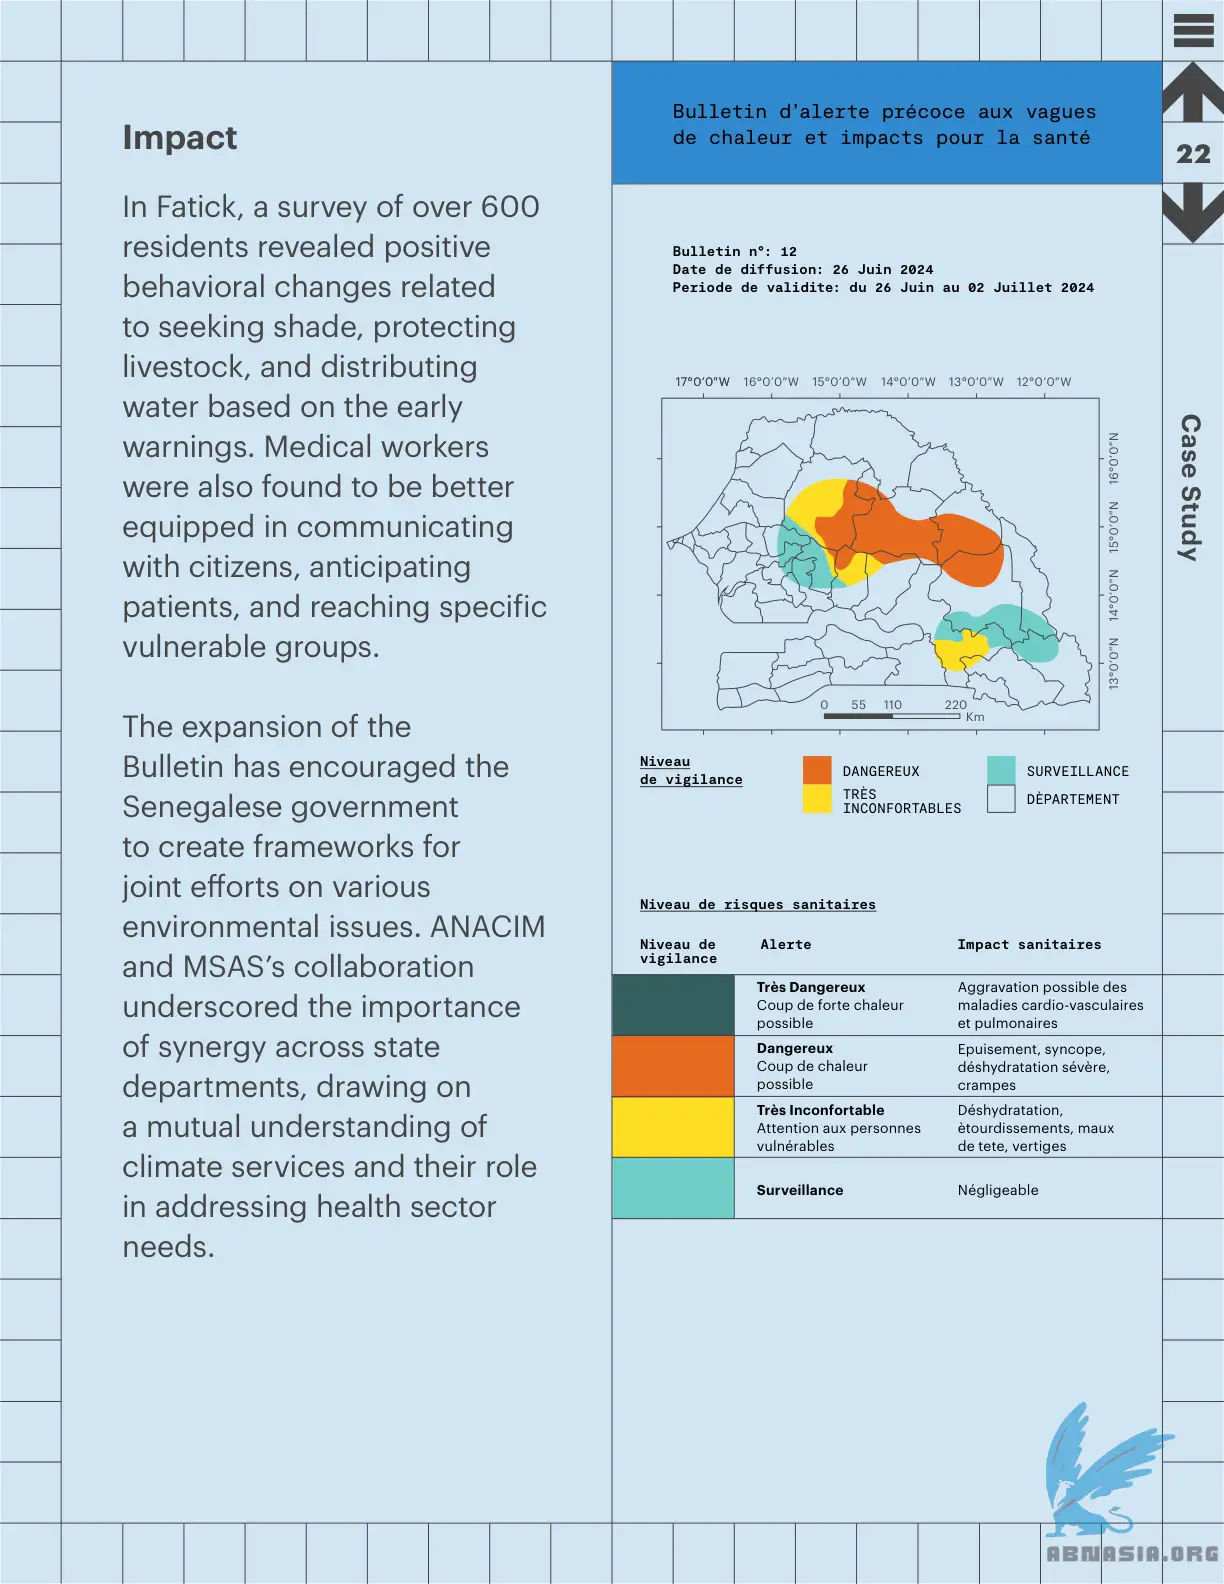 Impact
In Fatick, a survey of over 600
residents revealed positive
behavioral changes related
to seeking shade, protecting
livestock, and distributing
water based on the early
warnings. Medical workers
were also found to be better
equipped in communicating
with citizens, anticipating
patients, and reaching specific
vulnerable groups.
The expansion of the
Bulletin has encouraged the
Senegalese government
to create frameworks for
joint efforts on various
environmental issues. ANACIM
and MSAS’s collaboration
underscored the importance
of synergy across state
departments, drawing on
a mutual understanding of
climate services and their role
in addressing health sector
needs.
Bulletin d’alerte précoce aux vagues
de chaleur et impacts pour la santé
Bulletin n°: 12
Date de diffusion: 26 Juin 2024
Periode de validite: du 26 Juin au 02 Juillet 2024
17°0’0”W 16°0’0”W 15°0’0”W 14°0’0”W 13°0’0”W 12°0’0”W
16°0’0”N
15°0’0”N
14°0’0”N
13°0’0”N
0 55 110 220
Km
Niveau
de vigilance
DANGEREUX
TRÈS
INCONFORTABLES
SURVEILLANCE
DÈPARTEMENT
Niveau de risques sanitaires
Niveau de
vigilance
Alerte
Impact sanitaires
Très Dangereux
Coup de forte chaleur
possible
Aggravation possible des
maladies cardio-vasculaires
et pulmonaires
Dangereux
Coup de chaleur
possible
Epuisement, syncope,
déshydratation sévère,
crampes
Très Inconfortable
Attention aux personnes
vulnérables
Déshydratation,
ètourdissements, maux
de tete, vertiges
Surveillance
Négligeable
22
Case Study
ABNASIA.ORG